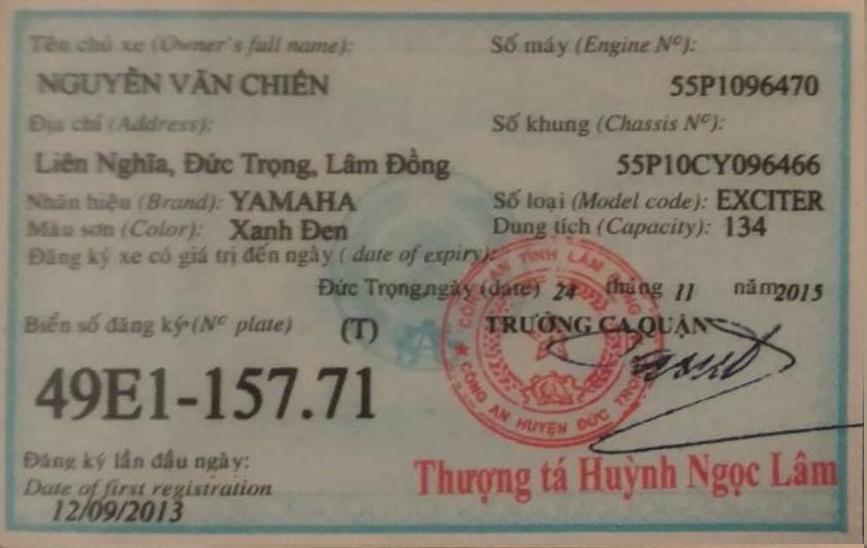 Tên chủ xe (Owner's full name):
NGUYỄN VĂN CHIẾN
Địa chỉ (Address):
Liên Nghĩa, Đức Trọng, Lâm Đồng
Số máy (Engine Nº):
55P1096470
Số khung (Chassis Nº):
55P10CY096466
Nhãn hiệu (Brand): YAMAHA
Số loại (Model code): EXCITER
Màu sơn (Color): Xanh Đen
Dung tích (Capacity): 134
Đăng ký xe có giá trị đến ngày ( date of expiry):
Đức Trọng,ngày (date) 24 tháng 11 năm 2015
Biển số đăng ký (Nº plate) (T)
49E1-157.71
TRƯỞNG CA QUẬN
CÔNG AN TỈNH LÂM ĐỒNG
CÔNG AN HUYỆN ĐỨC TRỌNG
Thượng tá Huỳnh Ngọc Lâm
Đăng ký lần đầu ngày:
Date of first registration
12/09/2013